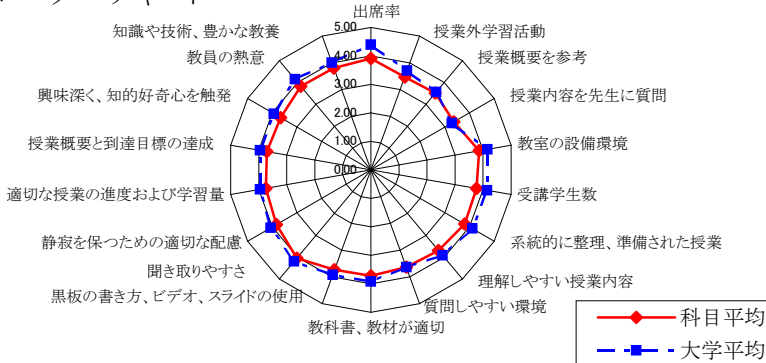 出席率
知識や技術、豊かな教養
授業外学習活動
教員の熱意
授業概要を参考
興味深く、知的好奇心を触発
授業内容を先生に質問
授業概要と到達目標の達成
教室の設備環境
適切な授業の進度および学習量
受講学生数
静寂を保つための適切な配慮
系統的に整理、準備された授業
聞き取りやすさ
理解しやすい授業内容
黒板の書き方、ビデオ、スライドの使用
質問しやすい環境
教科書、教材が適切
5.00
4.00
3.00
2.00
1.00
0.00
科目平均
大学平均